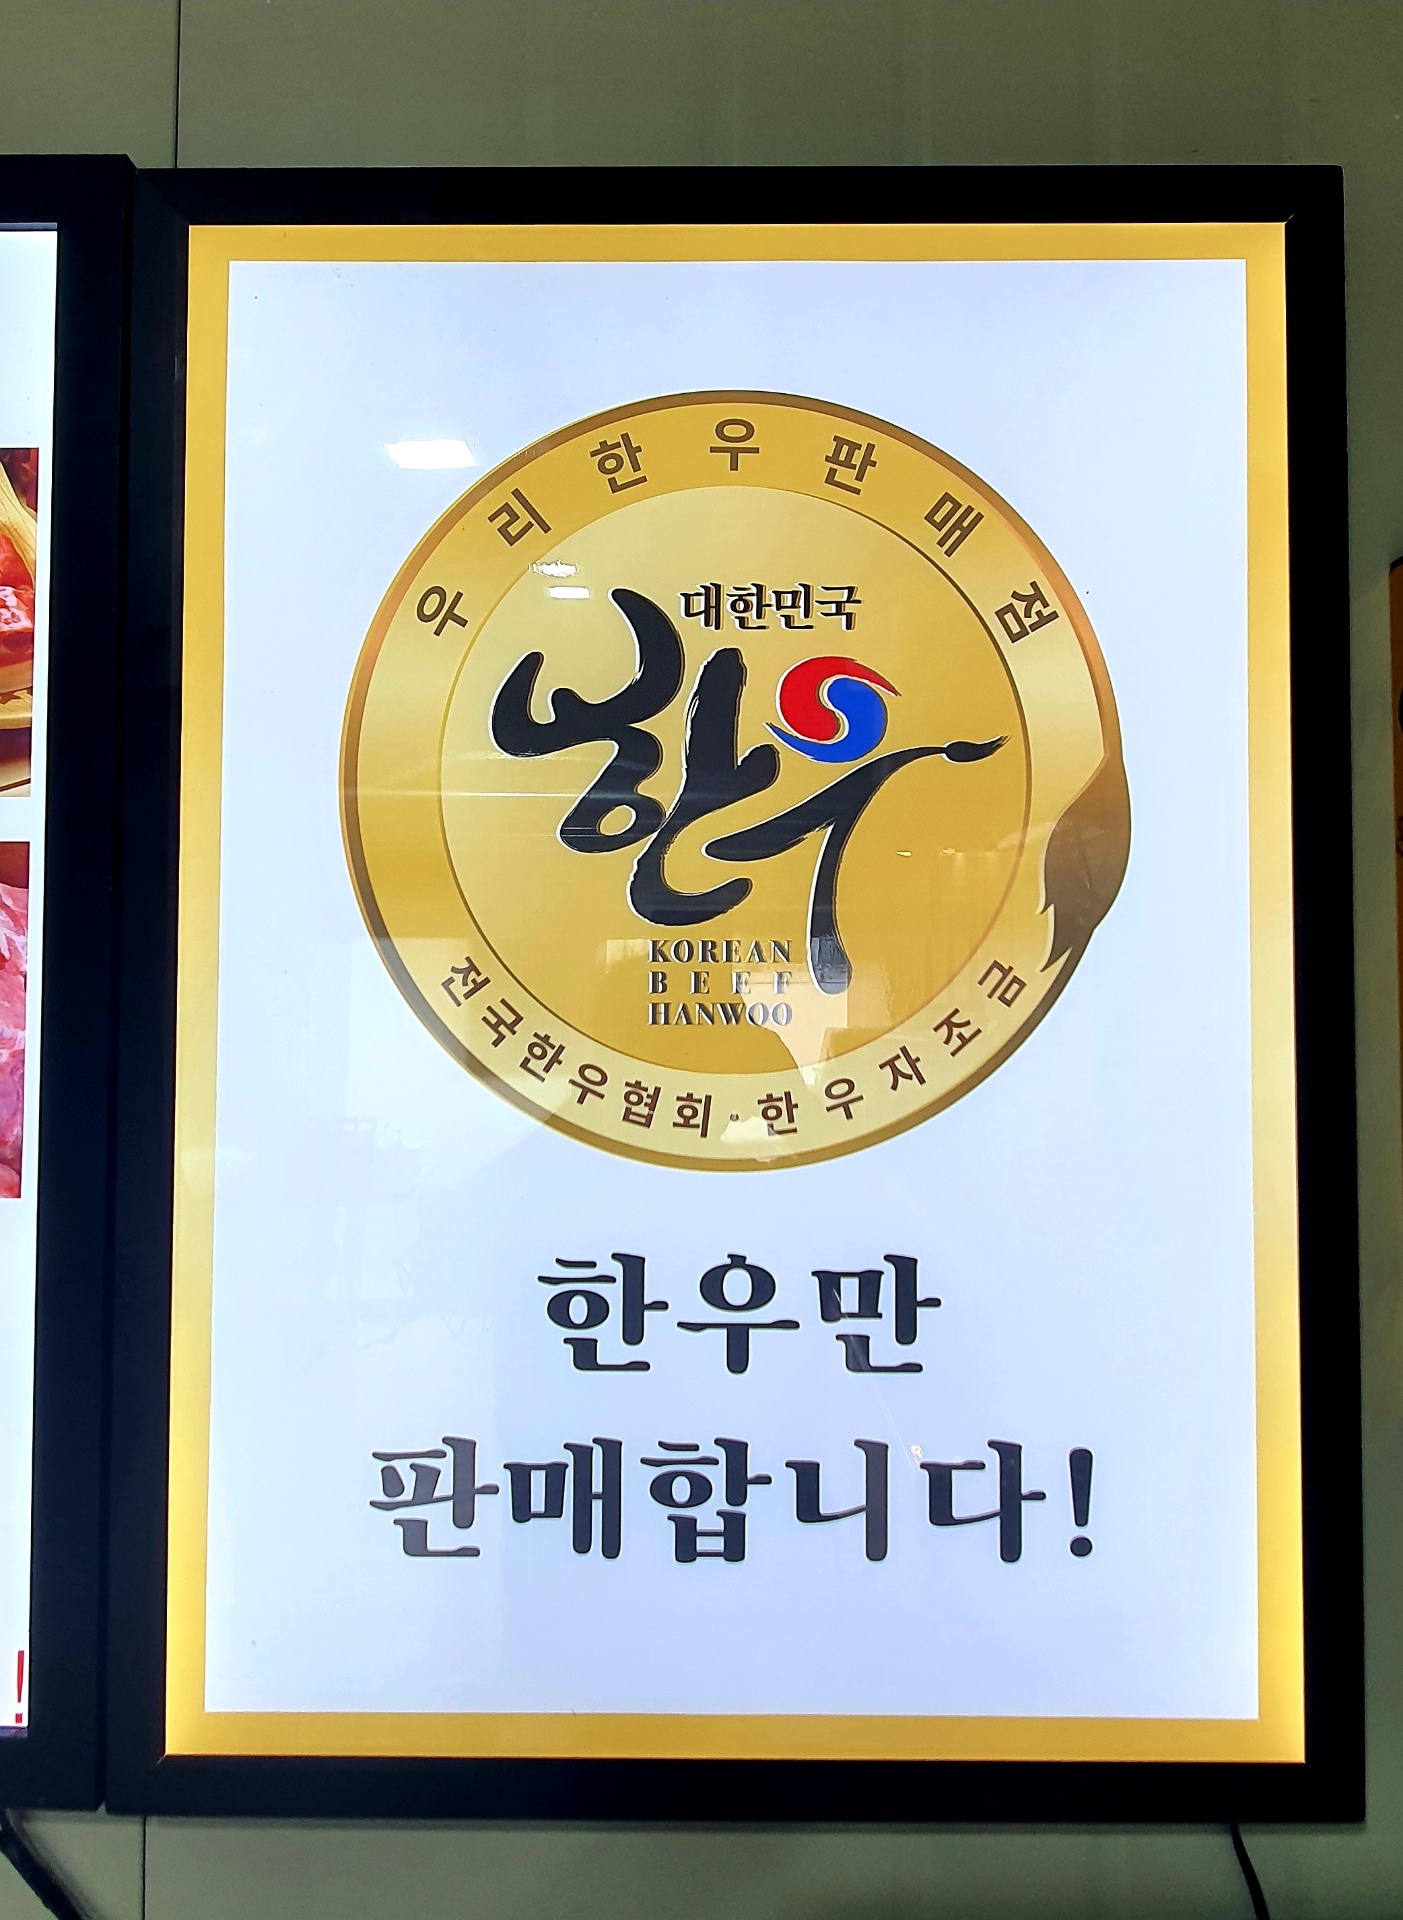 우리한우판매점
대한민국
한우
KOREAN
BEEF
HANWOO
전국한우협회·한우자조금
한우만
판매합니다!
!